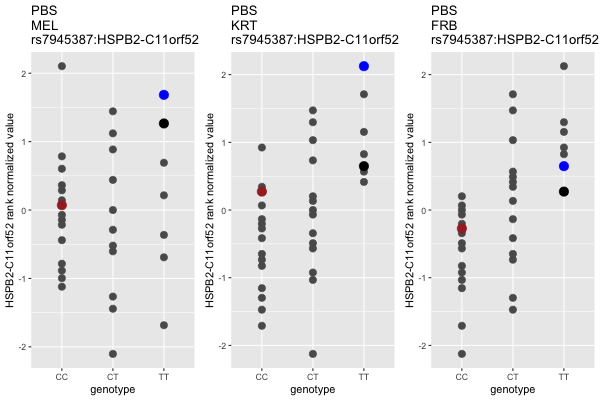 PBS
MEL
rs7945387:HSPB2-C11orf52
HSPB2-C11orf52 rank normalized value
2
1
0
-1
-2
CC
CT
TT
genotype
PBS
KRT
rs7945387:HSPB2-C11orf52
HSPB2-C11orf52 rank normalized value
2
1
0
-1
-2
CC
CT
TT
genotype
PBS
FRB
rs7945387:HSPB2-C11orf52
HSPB2-C11orf52 rank normalized value
2
1
0
-1
-2
CC
CT
TT
genotype